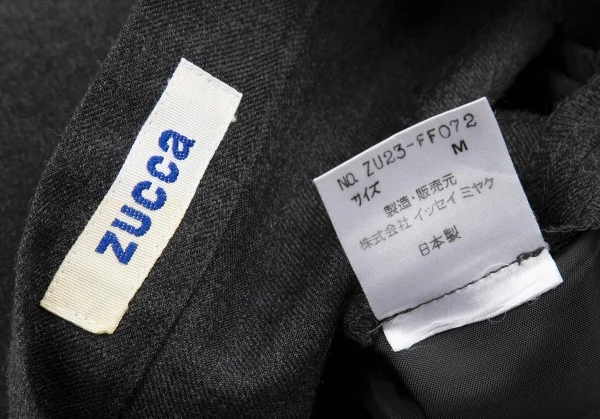 zucca
NO. ZU23-FF072
サイズ M
製造・販売元
株式会社 イッセイ ミヤケ
日本製